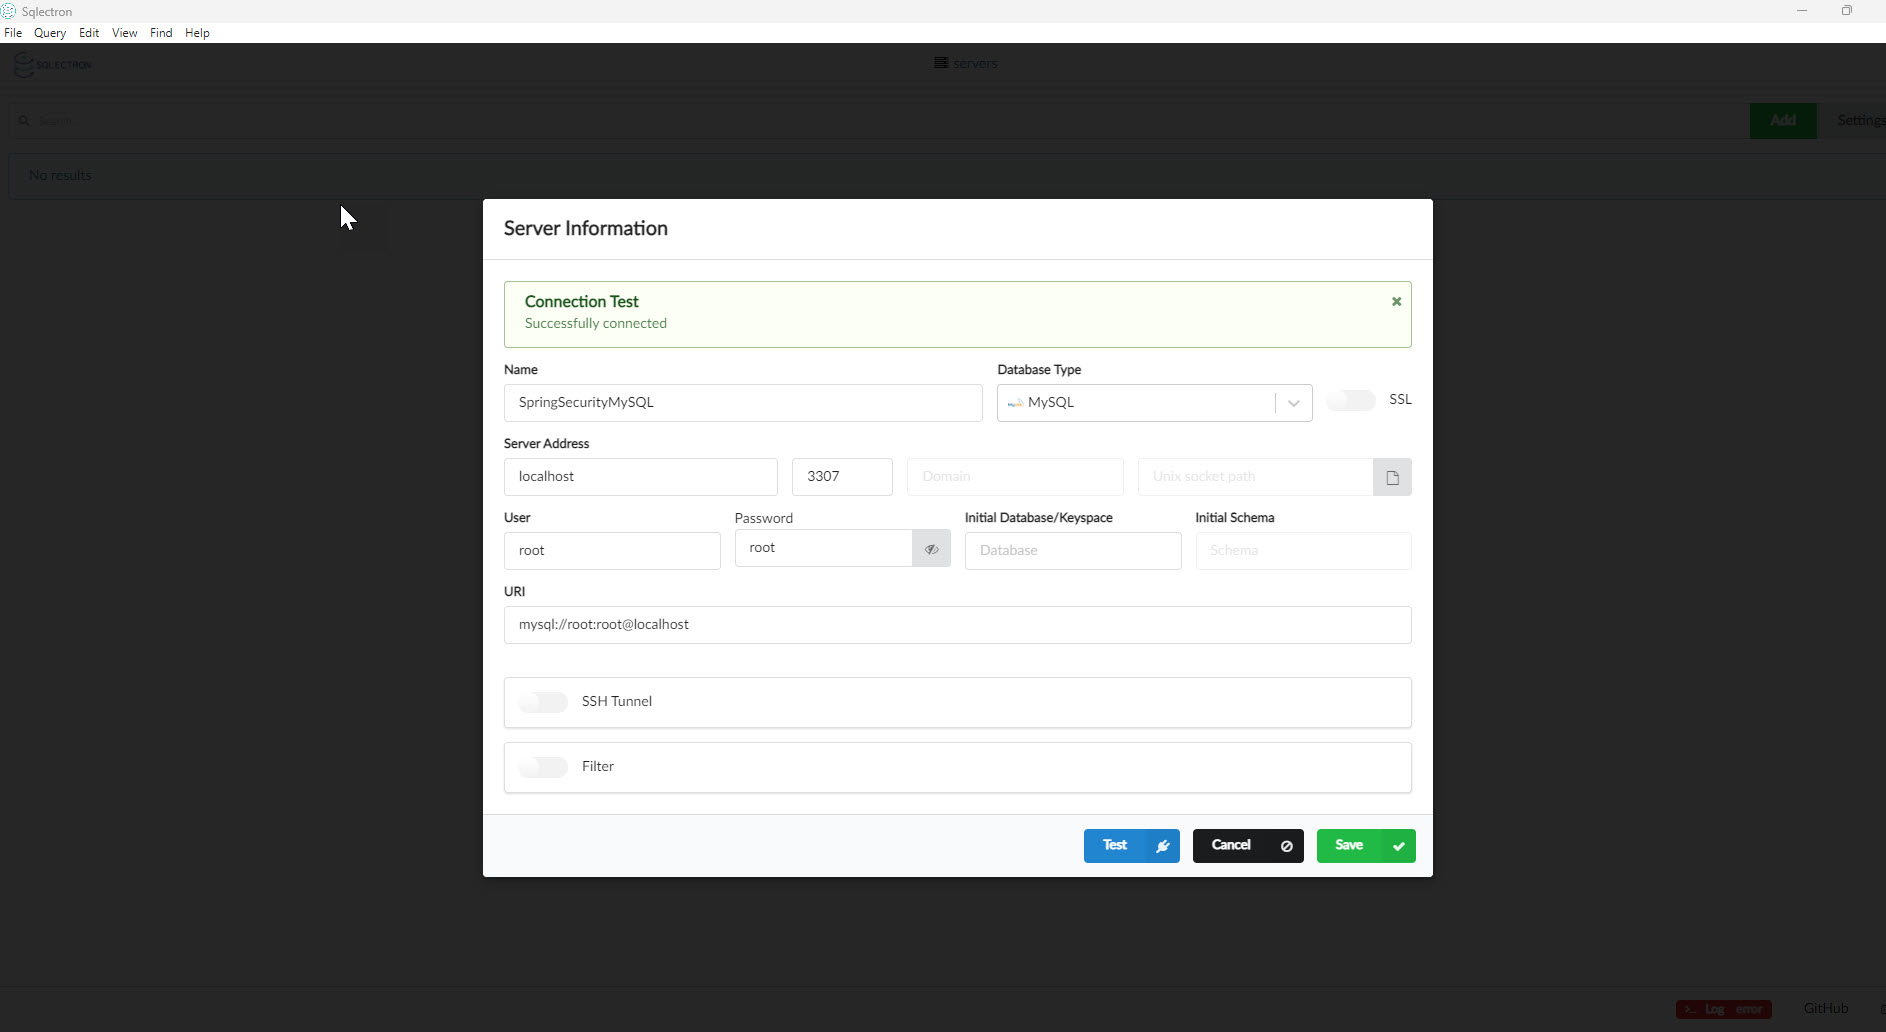 Sqlectron
File Query Edit View Find Help
SQLECTRON
servers
Search...
Add
Settings
No results
Server Information
Connection Test
Successfully connected
Name
Database Type
SpringSecurityMySQL
MySQL
SSL
Server Address
localhost
3307
Domain
Unix socket path
User
Password
Initial Database/Keyspace
Initial Schema
root
root
Database
Schema
URI
mysql://root:root@localhost
SSH Tunnel
Filter
Test
Cancel
Save
Log error
GitHub